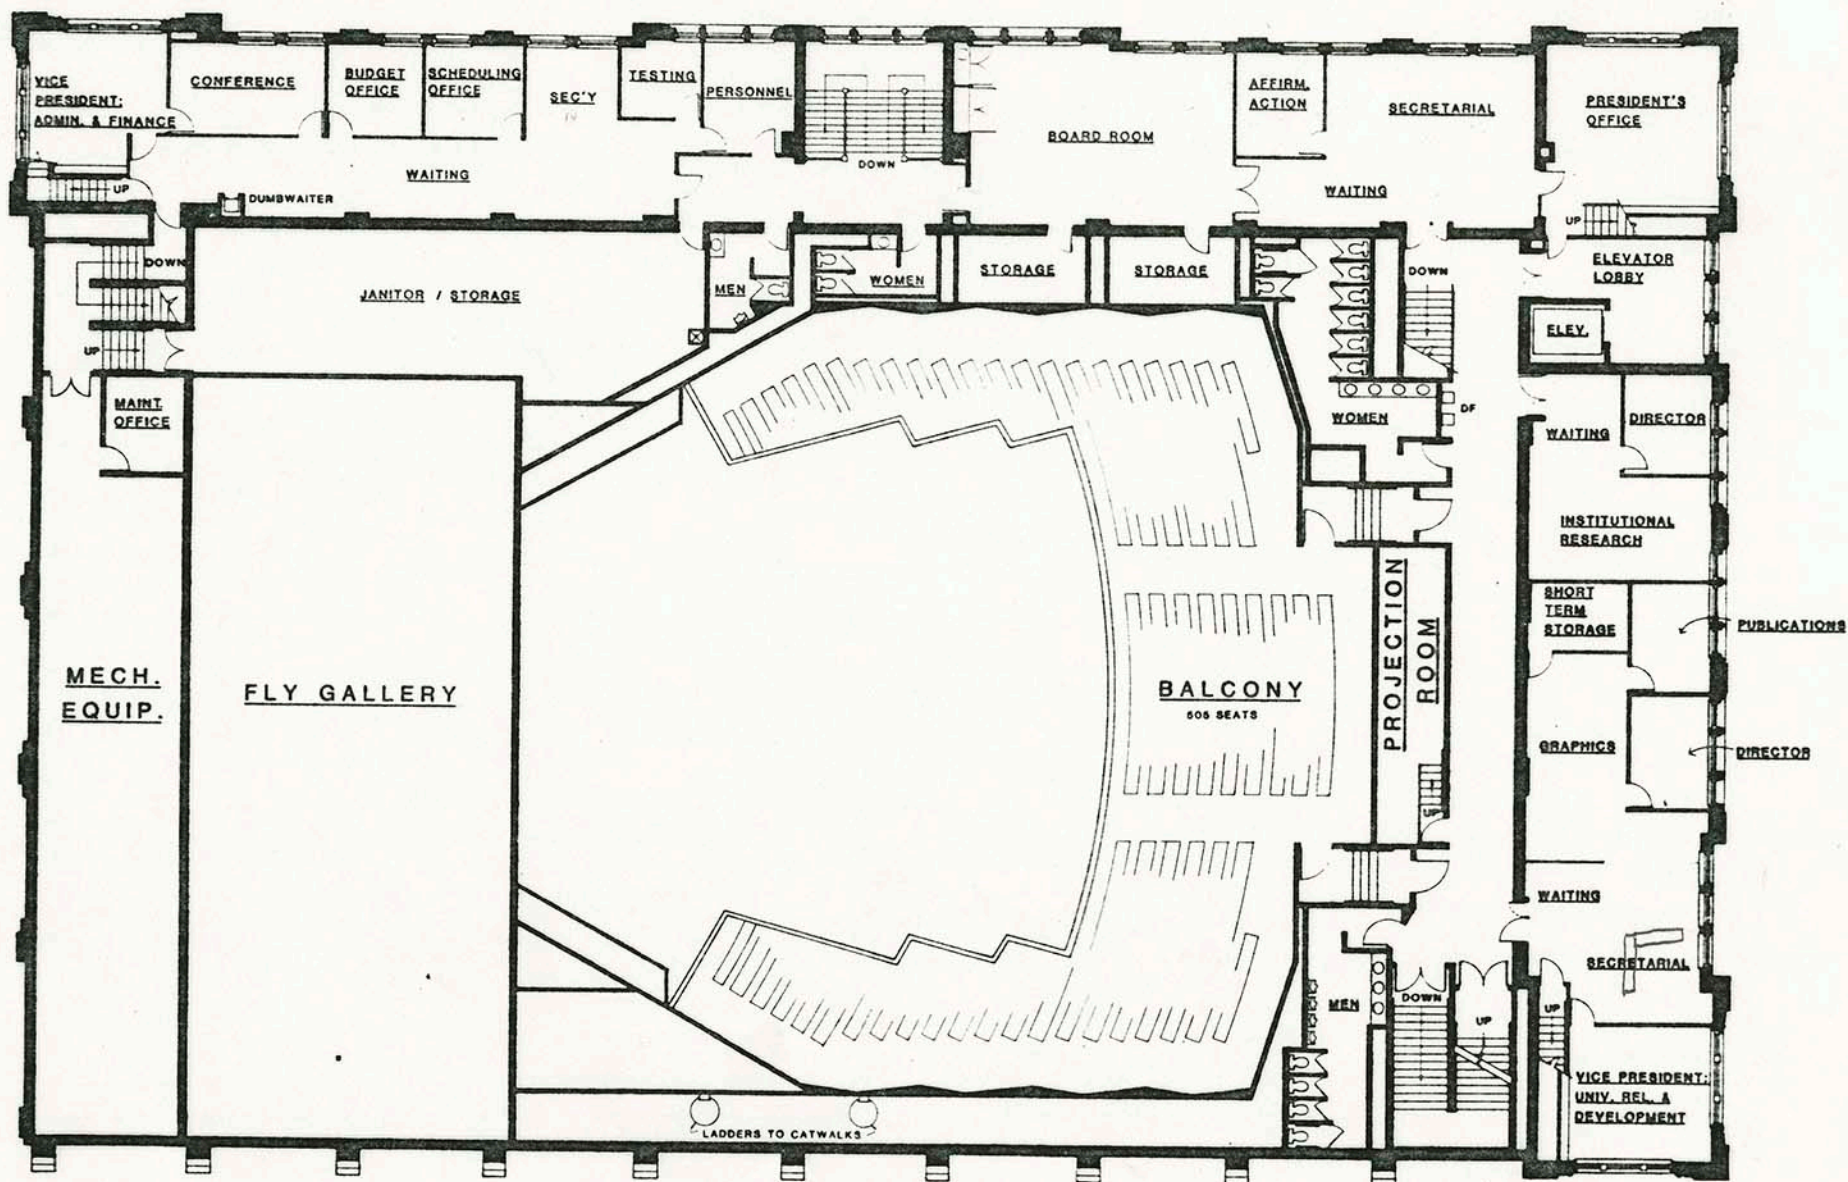 VICE
PRESIDENT:
ADMIN. & FINANCE
CONFERENCE
BUDGET
OFFICE
SCHEDULING
OFFICE
SEC'Y
TESTING
PERSONNEL
DOWN
BOARD ROOM
AFFIRM.
ACTION
SECRETARIAL
PRESIDENT'S
OFFICE
UP
DUMBWAITER
WAITING
WAITING
UP
DOWN
JANITOR / STORAGE
MEN
WOMEN
STORAGE
STORAGE
DOWN
ELEVATOR
LOBBY
ELEV.
UP
MAINT.
OFFICE
WOMEN
DF
WAITING
DIRECTOR
INSTITUTIONAL
RESEARCH
SHORT
TERM
STORAGE
PUBLICATIONS
MECH.
EQUIP.
FLY GALLERY
BALCONY
505 SEATS
PROJECTION
ROOM
UP
GRAPHICS
DIRECTOR
WAITING
SECRETARIAL
MEN
DOWN
UP
UP
VICE PRESIDENT:
UNIV. REL. &
DEVELOPMENT
LADDERS TO CATWALKS